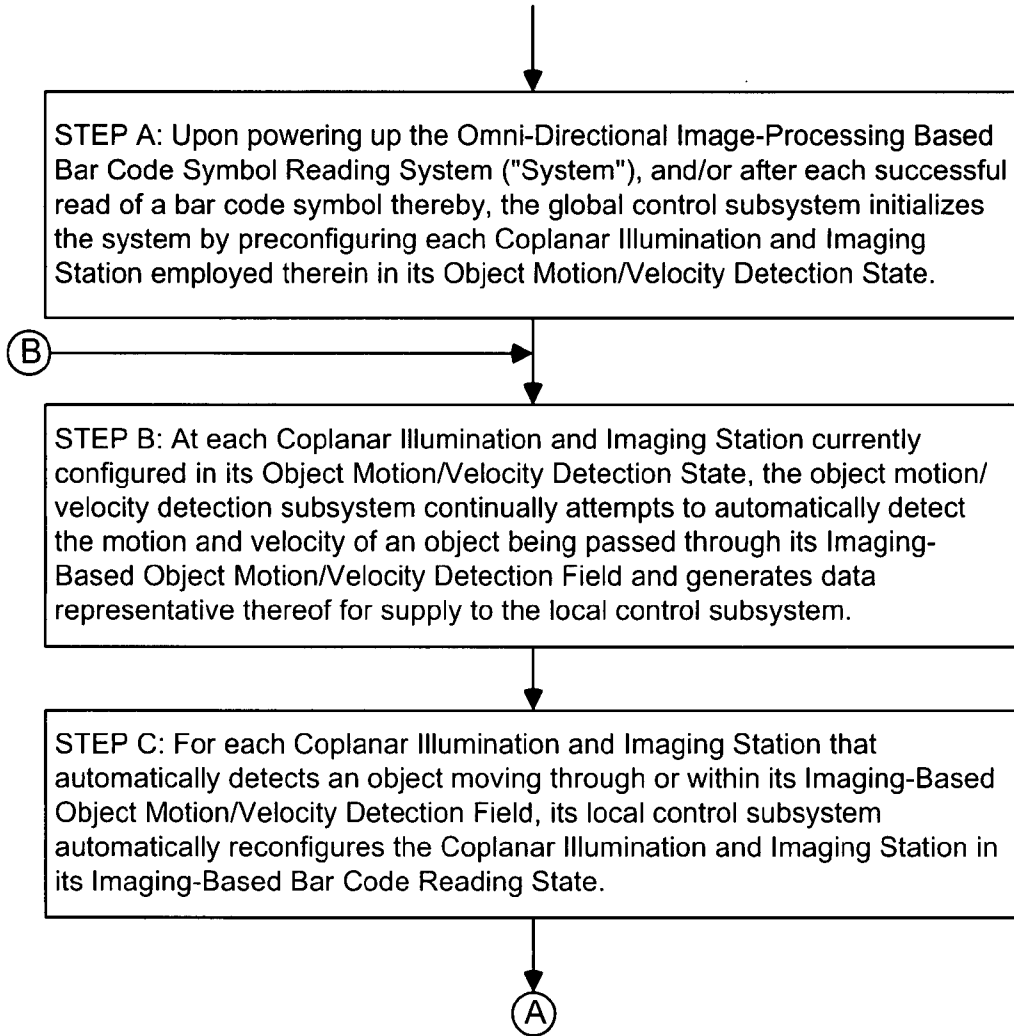 STEP A: Upon powering up the Omni-Directional Image-Processing Based
Bar Code Symbol Reading System ("System"), and/or after each successful
read of a bar code symbol thereby, the global control subsystem initializes
the system by preconfiguring each Coplanar Illumination and Imaging
Station employed therein in its Object Motion/Velocity Detection State.
B
STEP B: At each Coplanar Illumination and Imaging Station currently
configured in its Object Motion/Velocity Detection State, the object motion/
velocity detection subsystem continually attempts to automatically detect
the motion and velocity of an object being passed through its Imaging-
Based Object Motion/Velocity Detection Field and generates data
representative thereof for supply to the local control subsystem.
STEP C: For each Coplanar Illumination and Imaging Station that
automatically detects an object moving through or within its Imaging-Based
Object Motion/Velocity Detection Field, its local control subsystem
automatically reconfigures the Coplanar Illumination and Imaging Station in
its Imaging-Based Bar Code Reading State.
A